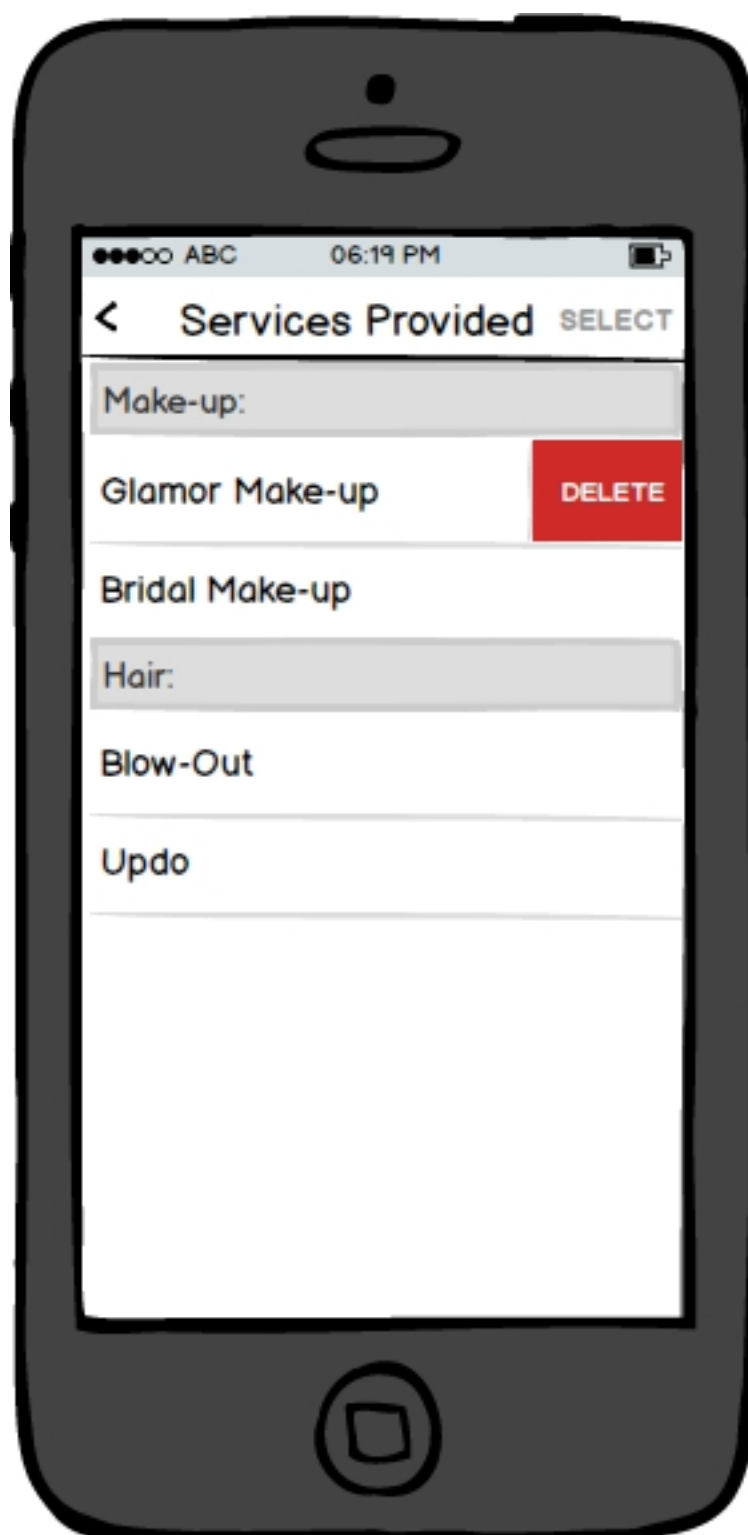 ABC 06:19 PM
< Services Provided SELECT
Make-up:
Glamor Make-up DELETE
Bridal Make-up
Hair:
Blow-Out
Updo